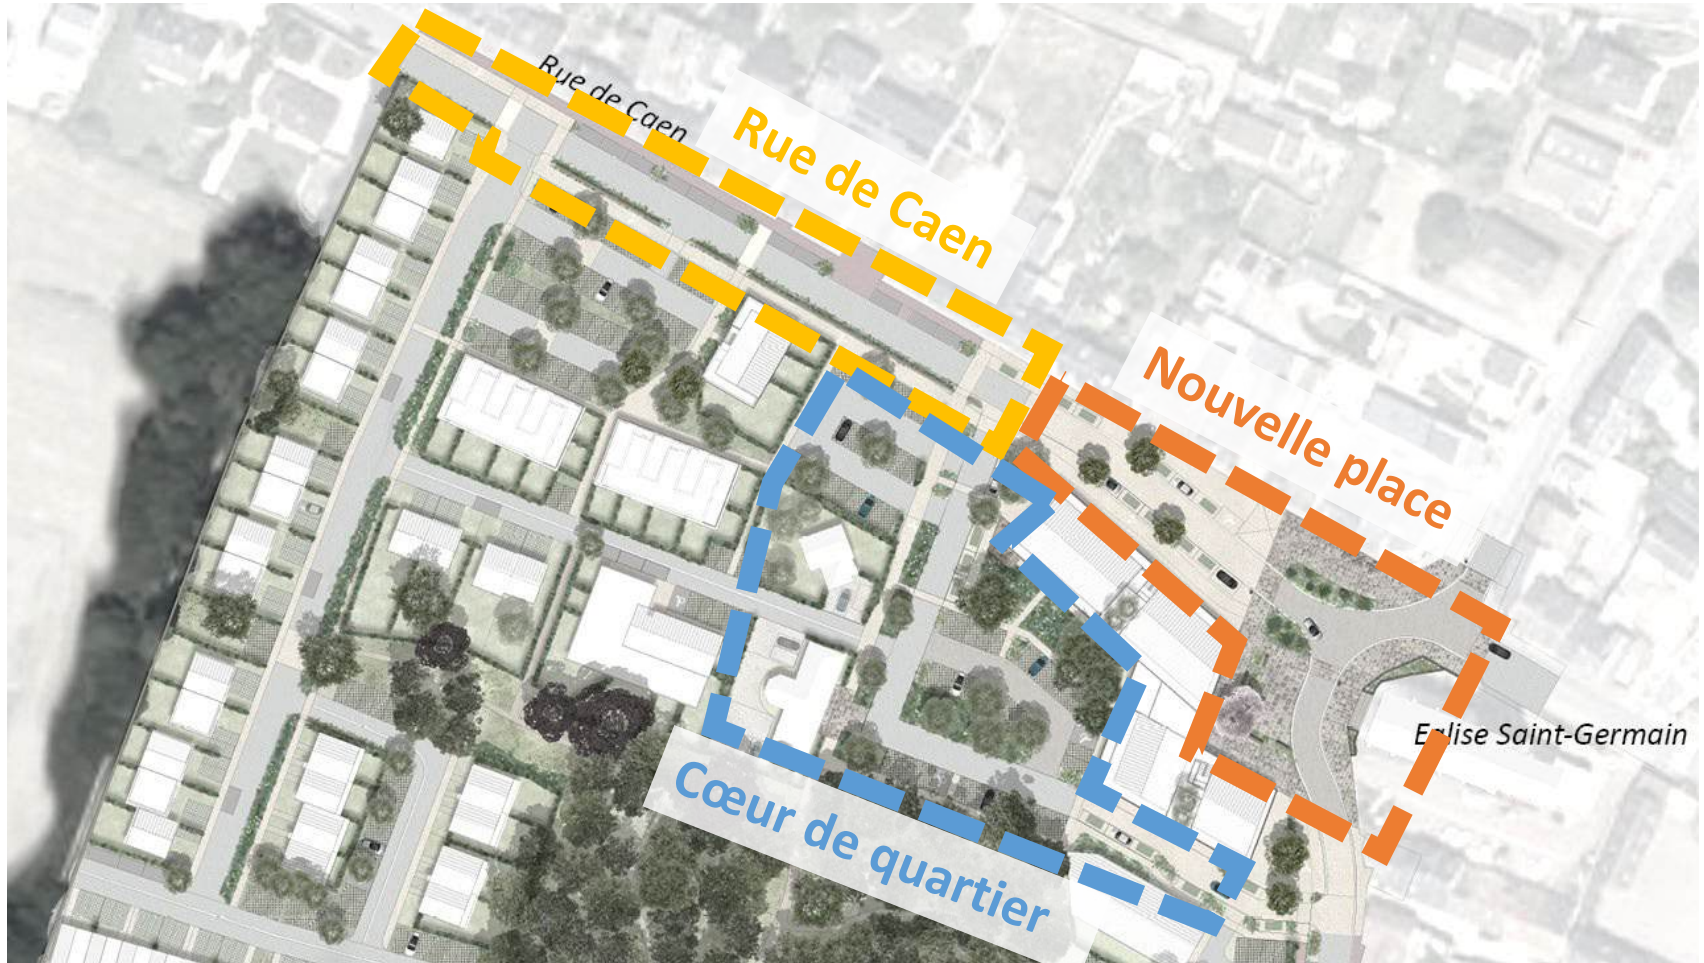 Rue de Caen
Rue de Caen
Nouvelle place
Eglise Saint-Germain
Cœur de quartier